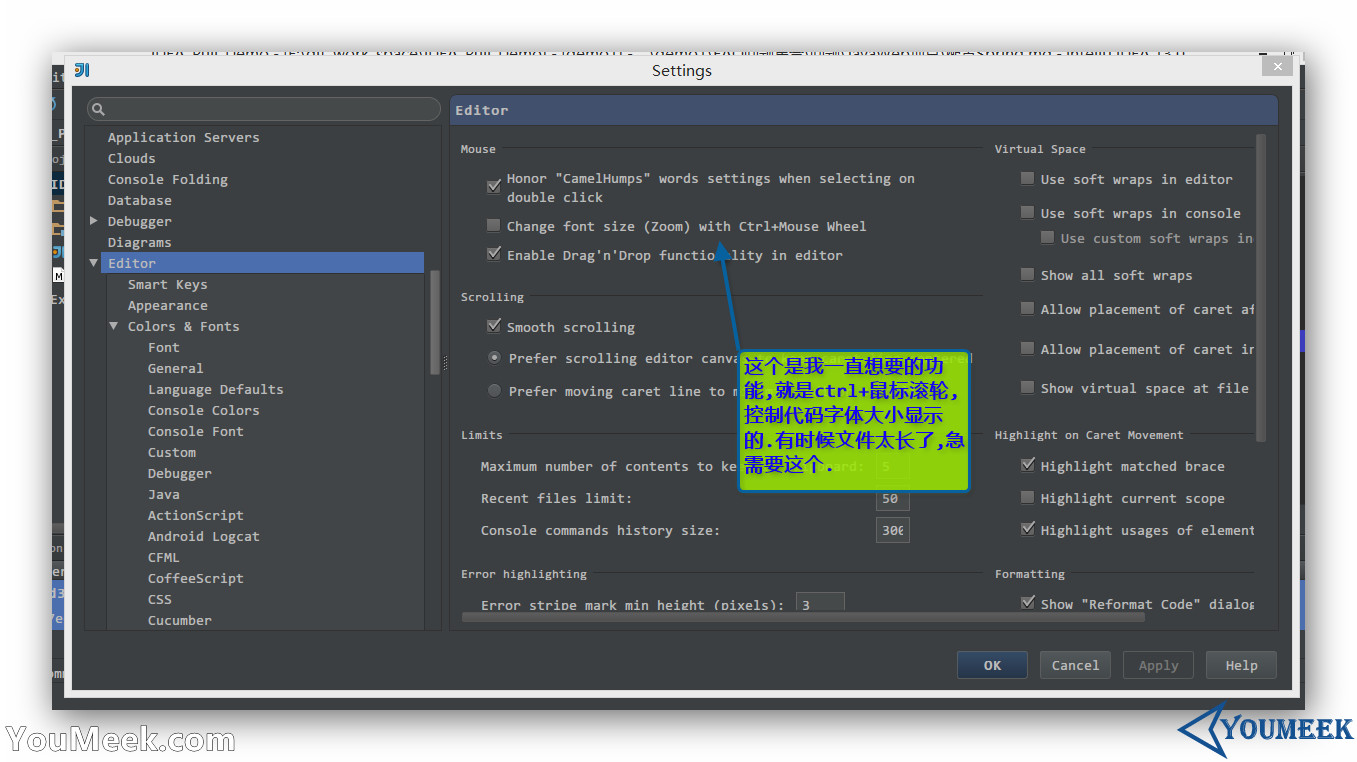 Settings
Application Servers
Clouds
Console Folding
Database
Debugger
Diagrams
Editor
Smart Keys
Appearance
Colors & Fonts
Font
General
Language Defaults
Console Colors
Console Font
Custom
Debugger
Java
ActionScript
Android Logcat
CFML
CoffeeScript
CSS
Cucumber
Editor
Mouse
Honor "CamelHumps" words settings when selecting on
double click
Change font size (Zoom) with Ctrl+Mouse Wheel
Enable Drag'n'Drop functionality in editor
Scrolling
Smooth scrolling
Prefer scrolling editor canva
Prefer moving caret line to m
这个是我一直想要的功
能,就是ctrl+鼠标滚轮,
控制代码字体大小显示
的.有时候文件太长了,急
需要这个.
Limits
Maximum number of contents to ke
5
Recent files limit:
50
Console commands history size:
300
Error highlighting
Error stripe mark min height (pixels):
3
Virtual Space
Use soft wraps in editor
Use soft wraps in console
Use custom soft wraps in
Show all soft wraps
Allow placement of caret af
Allow placement of caret in
Show virtual space at file
Highlight on Caret Movement
Highlight matched brace
Highlight current scope
Highlight usages of element
Formatting
Show "Reformat Code" dialog
OK
Cancel
Apply
Help
YouMeek.com
YOUMEEK